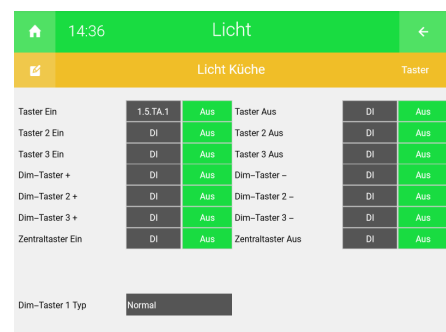 14:36 Licht
Licht Küche Taster
Taster Ein 1.5.TA.1 Aus Taster Aus DI Aus
Taster 2 Ein DI Aus Taster 2 Aus DI Aus
Taster 3 Ein DI Aus Taster 3 Aus DI Aus
Dim–Taster + DI Aus Dim–Taster – DI Aus
Dim–Taster 2 + DI Aus Dim–Taster 2 – DI Aus
Dim–Taster 3 + DI Aus Dim–Taster 3 – DI Aus
Zentraltaster Ein DI Aus Zentraltaster Aus DI Aus
Dim–Taster 1 Typ Normal